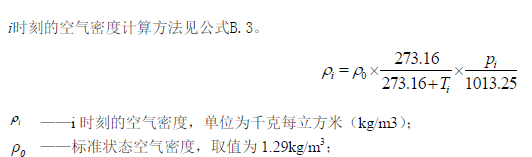 i时刻的空气密度计算方法见公式B.3。
ρi = ρ0 × 273.16 / (273.16 + Ti) × pi / 1013.25
ρi ——i 时刻的空气密度，单位为千克每立方米（kg/m3）；
ρ0 ——标准状态空气密度，取值为 1.29kg/m³；